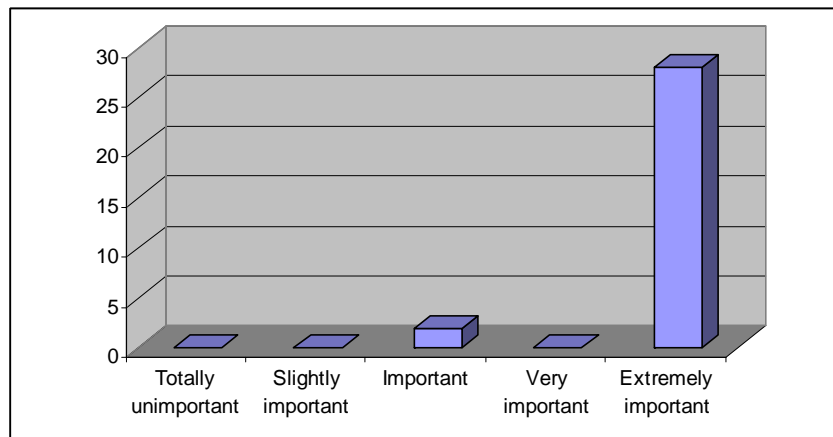 30
25
20
15
10
5
0
Totally unimportant
Slightly important
Important
Very important
Extremely important